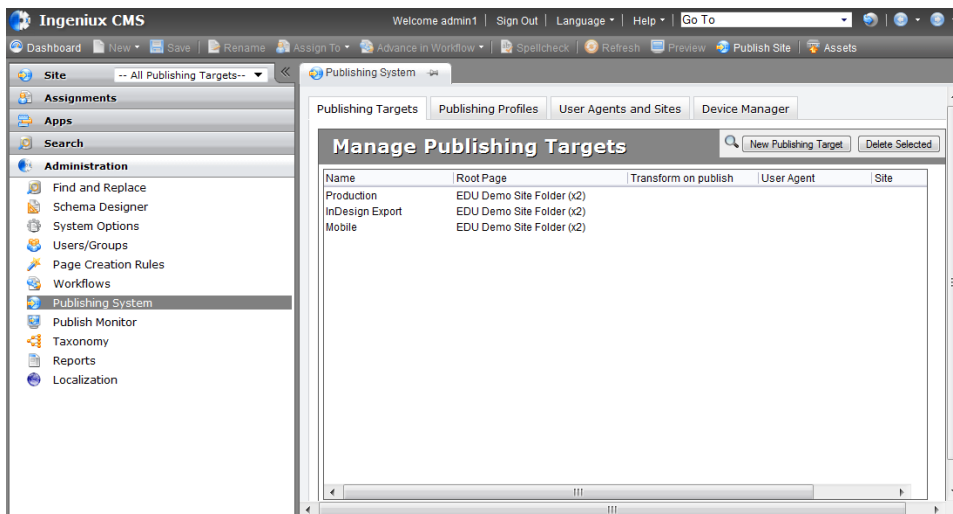 Ingeniux CMS Welcome admin1 | Sign Out | Language | Help | Go To
Dashboard New Save | Rename Assign To Advance in Workflow | Spellcheck | Refresh Preview Publish Site | Assets
Site -- All Publishing Targets--
Assignments
Apps
Search
Administration
Find and Replace
Schema Designer
System Options
Users/Groups
Page Creation Rules
Workflows
Publishing System
Publish Monitor
Taxonomy
Reports
Localization
Publishing System
Publishing Targets Publishing Profiles User Agents and Sites Device Manager
Manage Publishing Targets New Publishing Target Delete Selected
Name Root Page Transform on publish User Agent Site
Production EDU Demo Site Folder (x2)
InDesign Export EDU Demo Site Folder (x2)
Mobile EDU Demo Site Folder (x2)